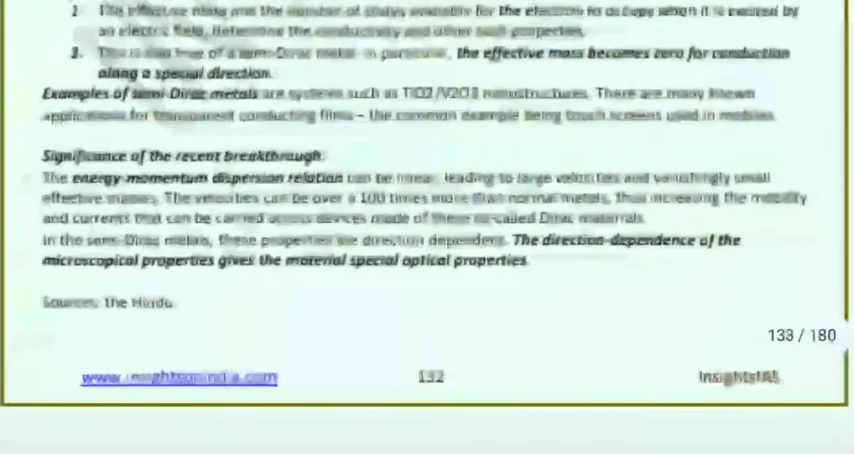 2. The effective mass and the number of states available for the electron to occupy when it is excited by
an electric field, determine the conductivity and other such properties.
3. This is also true of a semi-Dirac metal. In particular, the effective mass becomes zero for conduction
along a special direction.
Examples of semi-Dirac metals are systems such as TiO2/V2O3 nanostructures. There are many known
applications for transparent conducting films – the common example being touch screens used in mobiles.
Significance of the recent breakthrough:
The energy-momentum dispersion relation can be linear, leading to large velocities and vanishingly small
effective masses. The velocities can be over a 100 times more than normal metals, thus increasing the mobility
and currents that can be carried across devices made of these so-called Dirac materials.
In the semi-Dirac metals, these properties are direction dependent. The direction-dependence of the
microscopical properties gives the material special optical properties.
Sources: the Hindu.
133 / 180
www.insightsonindia.com 132 InsightsIAS